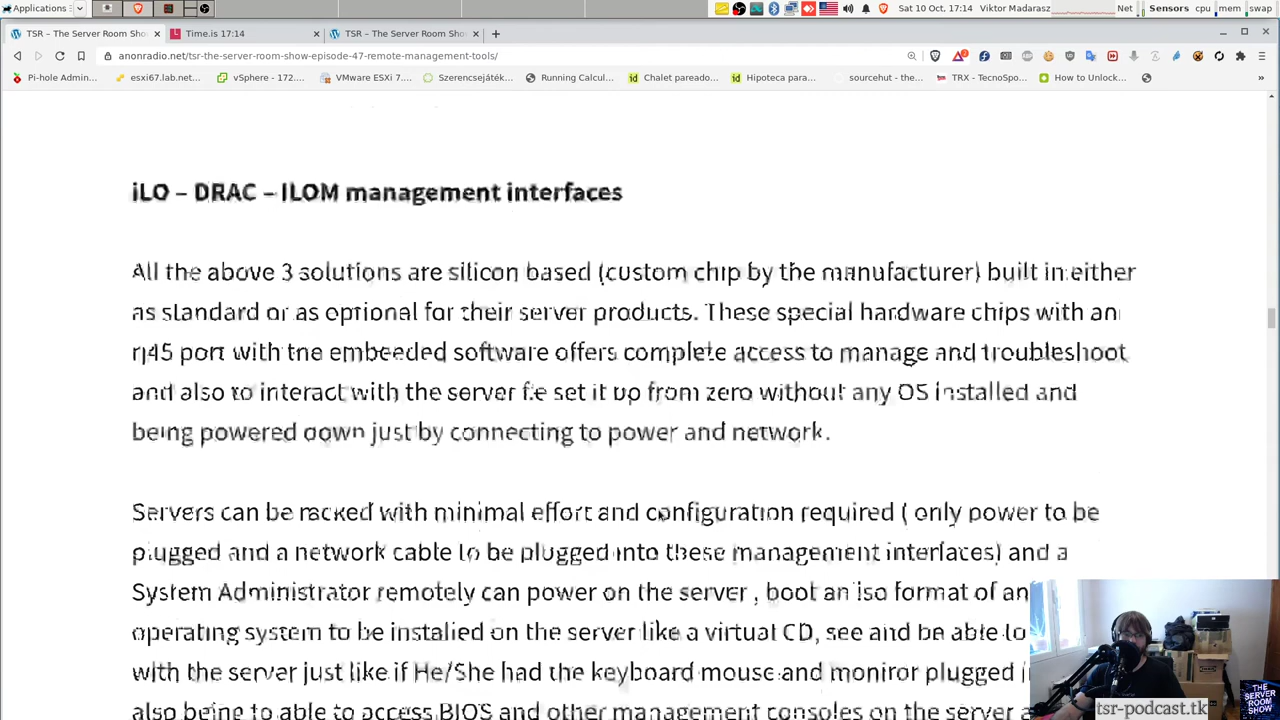 Applications
Sat 10 Oct, 17:14
Viktor Madarasz
Net
Sensors cpu mem swap
TSR – The Server Room Sho
Time.is 17:14
TSR – The Server Room Sho
anonradio.net/tsr-the-server-room-show-episode-47-remote-management-tools/
Pi-hole Admin...
esxi67.lab.net...
vSphere - 172....
VMware ESXi 7....
Szerencsejáték...
Running Calcul...
Chalet pareado...
Hipoteca para...
sourcehut - the...
TRX - TecnoSpo...
How to Unlock...
iLO – DRAC – ILOM management interfaces
All the above 3 solutions are silicon based (custom chip by the manufacturer) built in either
as standard or as optional for their server products. These special hardware chips with an
rj45 port with tne embeeded software offers complete access to manage and troubleshoot
and also to interact with the server f.e set it up from zero without any OS installed and
being powered down just by connecting to power and network.
Servers can be racked with minimal effort and configuration required ( only power to be
plugged and a network cable to be plugged into these management interfaces) and a
System Administrator remotely can power on the server , boot an iso format of an
operating system to be installed on the server like a virtual CD, see and be able to
with the server just like if He/She had the keyboard mouse and monitor plugged
also being to able to access BIOS and other management consoles on the server
tsr-podcast.tk
THE SERVER ROOM SHOW